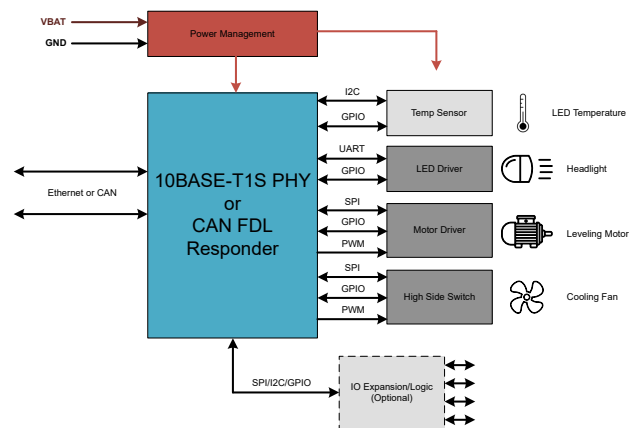 VBAT
GND
Power Management
I2C
GPIO
Temp Sensor
LED Temperature
UART
GPIO
LED Driver
Headlight
Ethernet or CAN
10BASE-T1S PHY
or
CAN FDL
Responder
SPI
GPIO
PWM
Motor Driver
Leveling Motor
SPI
GPIO
PWM
High Side Switch
Cooling Fan
SPI/I2C/GPIO
IO Expansion/Logic
(Optional)